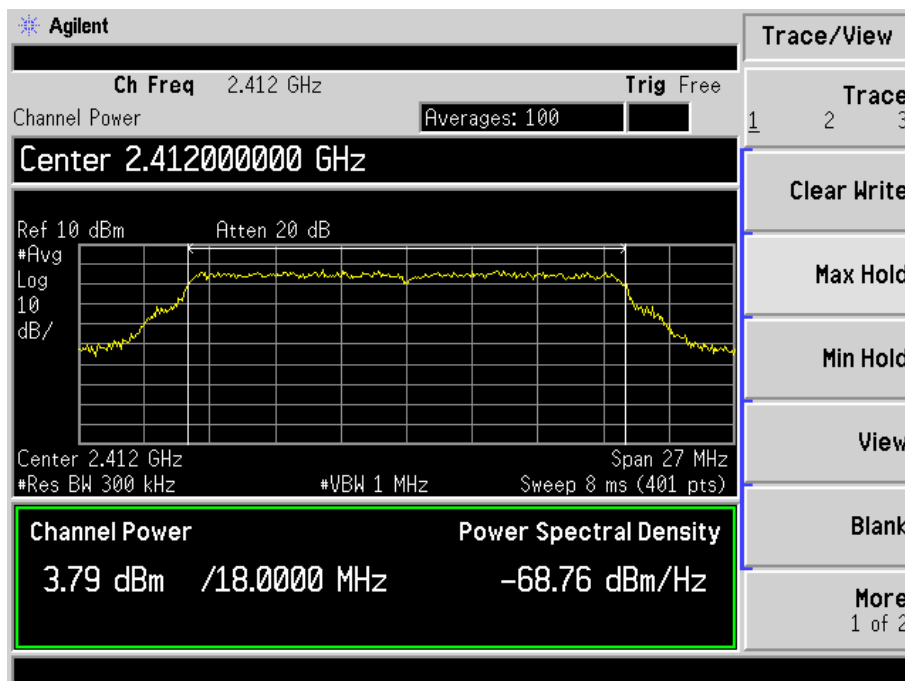 Agilent
Trace/View
Ch Freq 2.412 GHz Trig Free
Channel Power Averages: 100
Center 2.412000000 GHz
Ref 10 dBm Atten 20 dB
#Avg
Log
10
dB/
Center 2.412 GHz Span 27 MHz
#Res BW 300 kHz #VBW 1 MHz Sweep 8 ms (401 pts)
Channel Power Power Spectral Density
3.79 dBm /18.0000 MHz -68.76 dBm/Hz
Trace
1 2 3
Clear Write
Max Hold
Min Hold
View
Blank
More
1 of 2